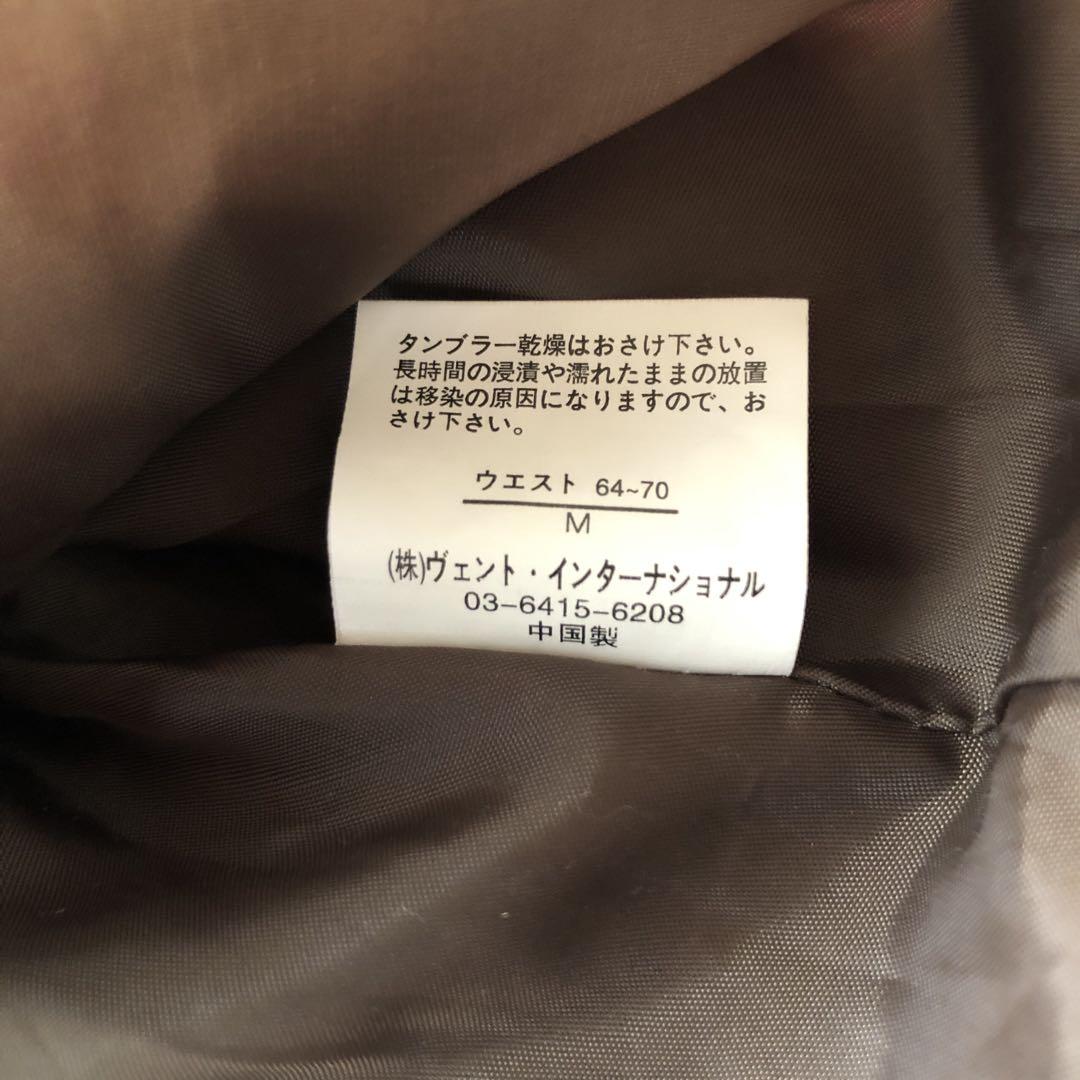 タンブラー乾燥はおさけ下さい。
長時間の浸漬や濡れたままの放置
は移染の原因になりますので、お
さけ下さい。
ウエスト 64~70
M
(株)ヴェント・インターナショナル
03-6415-6208
中国製